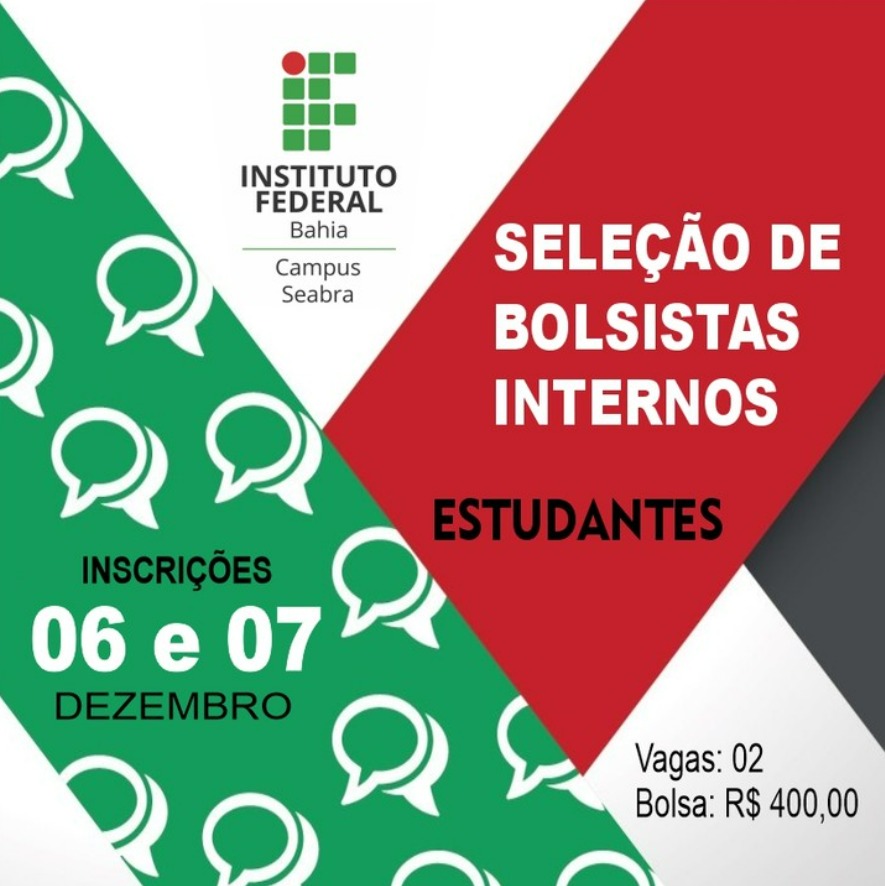 INSTITUTO
FEDERAL
Bahia
Campus
Seabra
SELEÇÃO DE
BOLSISTAS
INTERNOS
ESTUDANTES
INSCRIÇÕES
06 e 07
DEZEMBRO
Vagas: 02
Bolsa: R$ 400,00